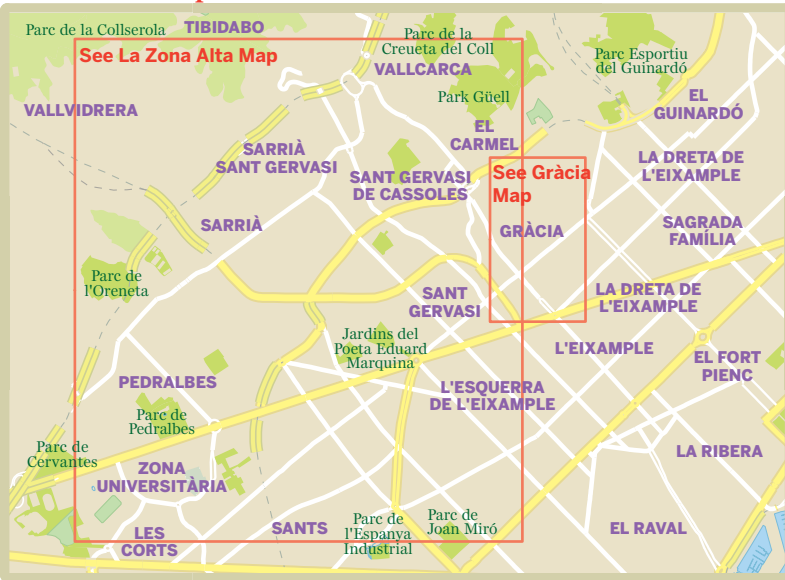 Parc de la Collserola
TIBIDABO
Parc de la
Creueta del Coll
See La Zona Alta Map
VALLCARCA
Parc Esportiu
del Guinardó
Park Güell
VALLVIDRERA
EL
GUINARDÓ
EL
CARMEL
SARRIÀ
SANT GERVASI
SANT GERVASI
DE CASSOLES
LA DRETA DE
L'EIXAMPLE
See Gràcia
Map
SARRIÀ
GRÀCIA
SAGRADA
FAMÍLIA
Parc de
l'Oreneta
SANT
GERVASI
LA DRETA DE
L'EIXAMPLE
Jardins del
Poeta Eduard
Marquina
L'EIXAMPLE
EL FORT
PIENC
PEDRALBES
L'ESQUERRA
DE L'EIXAMPLE
Parc de
Pedralbes
Parc de
Cervantes
LA RIBERA
ZONA
UNIVERSITÀRIA
LES
CORTS
SANTS
Parc de
l'Espanya
Industrial
Parc de
Joan Miró
EL RAVAL